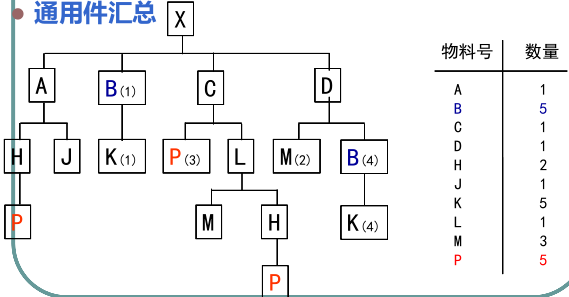 通用件汇总
X
A B(1) C D
H J K(1) P(3) L M(2) B(4)
P M H K(4)
P
物料号 数量
A 1
B 5
C 1
D 1
H 2
J 1
K 5
L 1
M 3
P 5